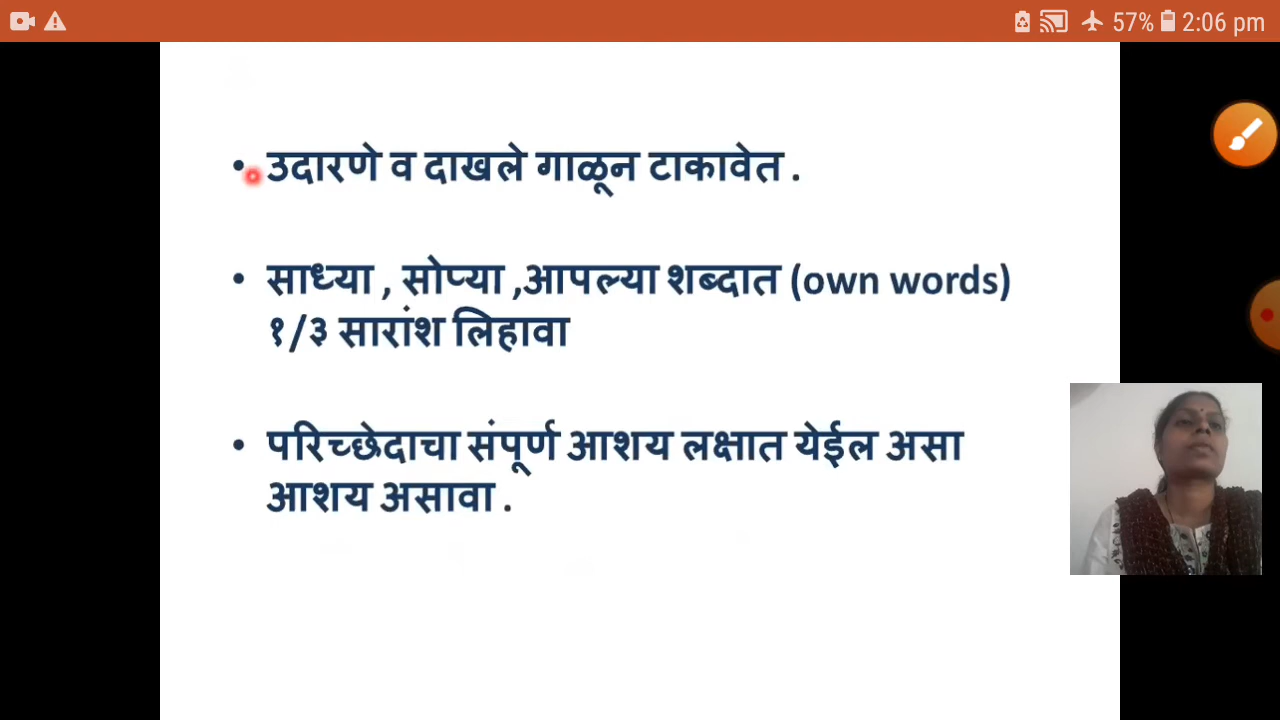 57% 2:06 pm
• उदारणे व दाखले गाळून टाकावेत .
• साध्या , सोप्या ,आपल्या शब्दात (own words)
१/३ सारांश लिहावा
• परिच्छेदाचा संपूर्ण आशय लक्षात येईल असा
आशय असावा .